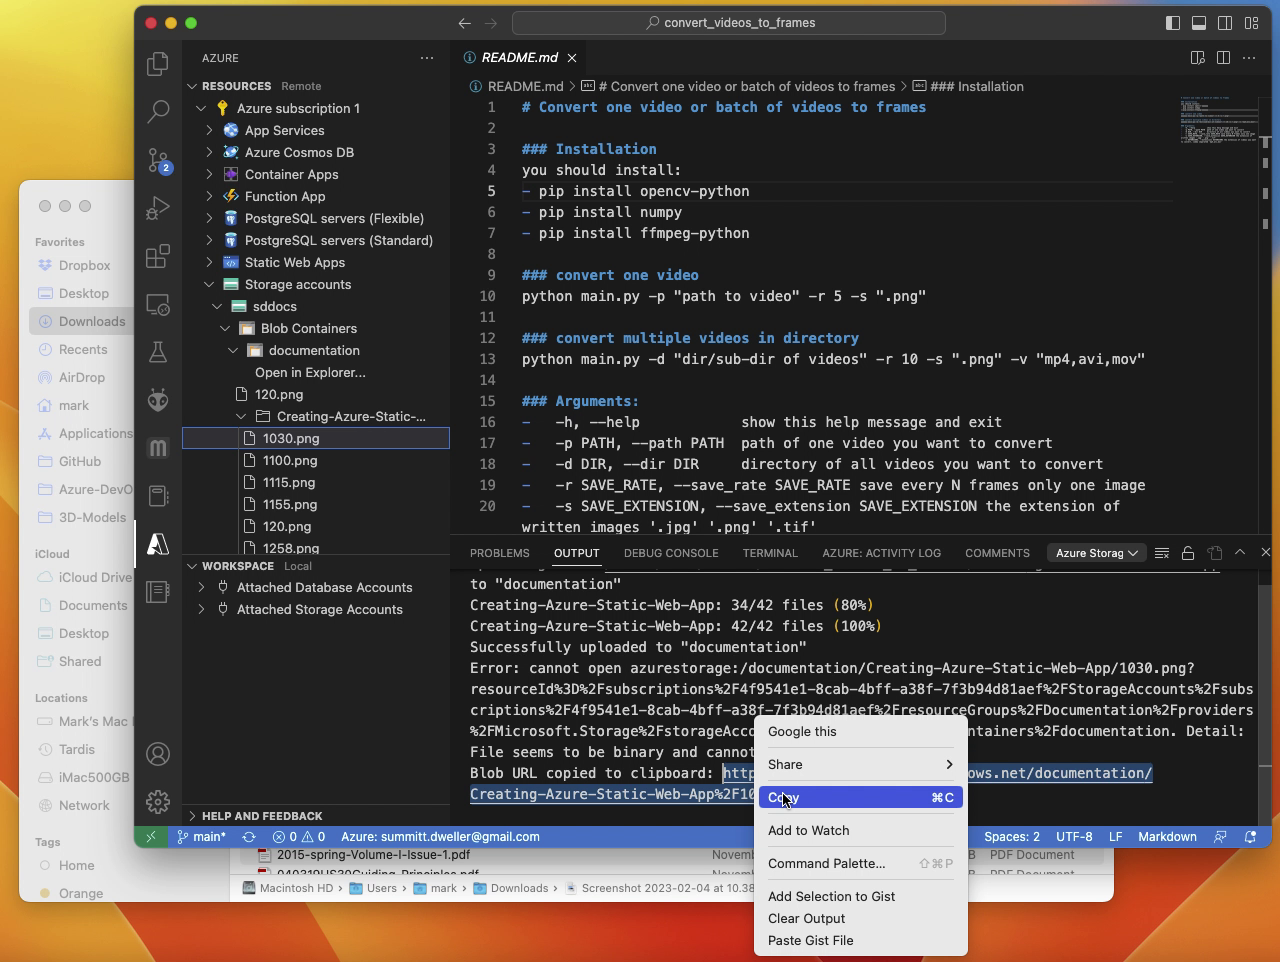 convert_videos_to_frames
AZURE
RESOURCES Remote
Azure subscription 1
App Services
Azure Cosmos DB
Container Apps
Function App
PostgreSQL servers (Flexible)
PostgreSQL servers (Standard)
Static Web Apps
Storage accounts
sddocs
Blob Containers
documentation
Open in Explorer...
120.png
Creating-Azure-Static-...
1030.png
1100.png
1115.png
1155.png
120.png
1258.png
WORKSPACE Local
Attached Database Accounts
Attached Storage Accounts
HELP AND FEEDBACK
2
README.md
README.md > # Convert one video or batch of videos to frames > ### Installation
1 # Convert one video or batch of videos to frames
2
3 ### Installation
4 you should install:
5 - pip install opencv-python
6 - pip install numpy
7 - pip install ffmpeg-python
8
9 ### convert one video
10 python main.py -p "path to video" -r 5 -s ".png"
11
12 ### convert multiple videos in directory
13 python main.py -d "dir/sub-dir of videos" -r 10 -s ".png" -v "mp4,avi,mov"
14
15 ### Arguments:
16 - -h, --help show this help message and exit
17 - -p PATH, --path PATH path of one video you want to convert
18 - -d DIR, --dir DIR directory of all videos you want to convert
19 - -r SAVE_RATE, --save_rate SAVE_RATE save every N frames only one image
20 - -s SAVE_EXTENSION, --save_extension SAVE_EXTENSION the extension of
written images '.jpg' '.png' '.tif'
PROBLEMS OUTPUT DEBUG CONSOLE TERMINAL AZURE: ACTIVITY LOG COMMENTS Azure Storag
to "documentation"
Creating-Azure-Static-Web-App: 34/42 files (80%)
Creating-Azure-Static-Web-App: 42/42 files (100%)
Successfully uploaded to "documentation"
Error: cannot open azurestorage:/documentation/Creating-Azure-Static-Web-App/1030.png?
resourceId%3D%2Fsubscriptions%2F4f9541e1-8cab-4bff-a38f-7f3b94d81aef%2FStorageAccounts%2Fsubs
criptions%2F4f9541e1-8cab-4bff-a38f-7f3b94d81aef%2FresourceGroups%2FDocumentation%2Fproviders
%2FMicrosoft.Storage%2FstorageAcco ntainers%2Fdocumentation. Detail:
File seems to be binary and cannot
Blob URL copied to clipboard: http ows.net/documentation/
Creating-Azure-Static-Web-App%2F10
Google this
Share
Copy ⌘C
Add to Watch
Command Palette... ⇧⌘P
Add Selection to Gist
Clear Output
Paste Gist File
main* 0 0 Azure: summitt.dweller@gmail.com Spaces: 2 UTF-8 LF Markdown
Favorites
Dropbox
Desktop
Downloads
Recents
AirDrop
mark
Applications
GitHub
Azure-DevO
3D-Models
iCloud
iCloud Drive
Documents
Desktop
Shared
Locations
Mark's Mac
Tardis
iMac500GB
Network
Tags
Home
Orange
2015-spring-Volume-I-Issue-1.pdf Novem PDF Document
040319US30Guiding_Principles.pdf
Macintosh HD > Users > mark > Downloads > Screenshot 2023-02-04 at 10.38